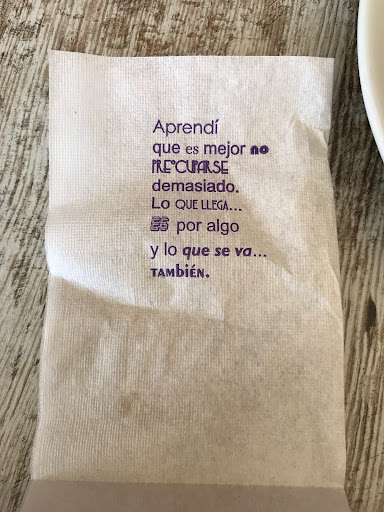 Aprendí
que es mejor no
PREOCUPARSE
demasiado.
Lo QUE LLEGA...
ES por algo
y lo que se va...
TAMbIÉN.